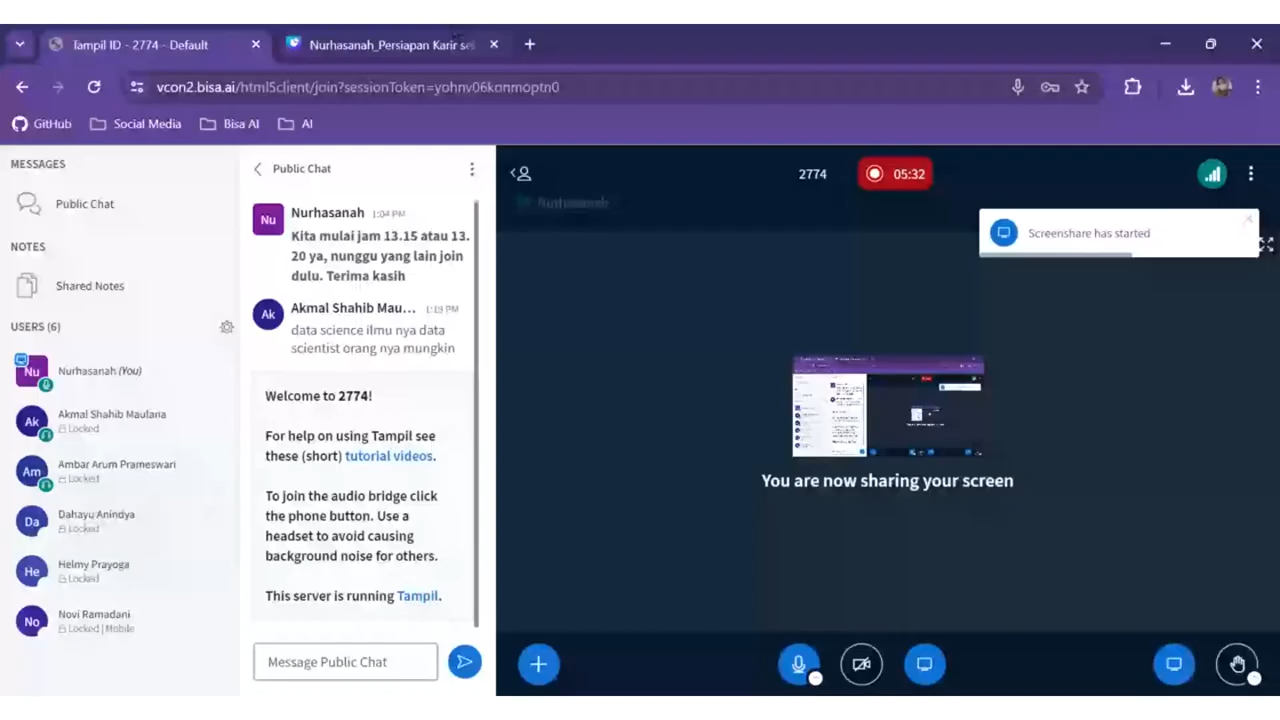 Tampil ID - 2774 - Default
Nurhasanah_Persiapan Karir se
vcon2.bisa.ai/html5client/join?sessionToken=yohnv06kanmoptn0
GitHub
Social Media
Bisa AI
AI
MESSAGES
Public Chat
NOTES
Shared Notes
USERS (6)
Nu
Nurhasanah (You)
Ak
Akmal Shahib Maulana
Locked
Am
Ambar Arum Prameswari
Locked
Da
Dahayu Anindya
Locked
He
Helmy Prayoga
Locked
No
Novi Ramadani
Locked | Mobile
Public Chat
Nu
Nurhasanah 1:04 PM
Kita mulai jam 13.15 atau 13.
20 ya, nunggu yang lain join
dulu. Terima kasih
Ak
Akmal Shahib Mau... 1:19 PM
data science ilmu nya data
scientist orang nya mungkin
Welcome to 2774!
For help on using Tampil see
these (short) tutorial videos.
To join the audio bridge click
the phone button. Use a
headset to avoid causing
background noise for others.
This server is running Tampil.
Message Public Chat
2774
05:32
Nurhasanah
Screenshare has started
You are now sharing your screen